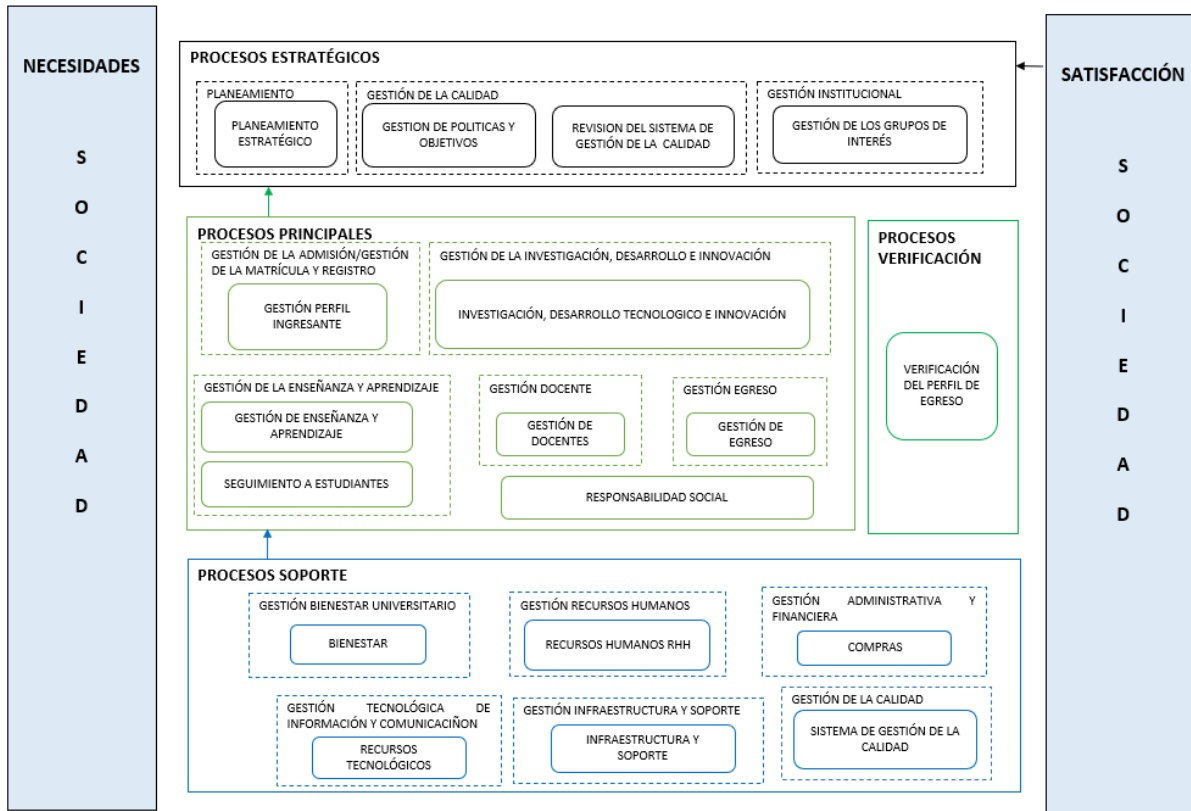 NECESIDADES
S
O
C
I
E
D
A
D
PROCESOS ESTRATÉGICOS
PLANEAMIENTO
PLANEAMIENTO
ESTRATÉGICO
GESTIÓN DE LA CALIDAD
GESTION DE POLITICAS Y
OBJETIVOS
REVISION DEL SISTEMA DE
GESTIÓN DE LA CALIDAD
GESTIÓN INSTITUCIONAL
GESTIÓN DE LOS GRUPOS DE
INTERÉS
PROCESOS PRINCIPALES
GESTIÓN DE LA ADMISIÓN/GESTIÓN
DE LA MATRÍCULA Y REGISTRO
GESTIÓN PERFIL
INGRESANTE
GESTIÓN DE LA INVESTIGACIÓN, DESARROLLO E INNOVACIÓN
INVESTIGACIÓN, DESARROLLO TECNOLOGICO E INNOVACIÓN
GESTIÓN DE LA ENSEÑANZA Y APRENDIZAJE
GESTIÓN DE ENSEÑANZA Y
APRENDIZAJE
SEGUIMIENTO A ESTUDIANTES
GESTIÓN DOCENTE
GESTIÓN DE
DOCENTES
GESTIÓN EGRESO
GESTIÓN DE
EGRESO
RESPONSABILIDAD SOCIAL
PROCESOS
VERIFICACIÓN
VERIFICACIÓN
DEL PERFIL DE
EGRESO
PROCESOS SOPORTE
GESTIÓN BIENESTAR UNIVERSITARIO
BIENESTAR
GESTIÓN RECURSOS HUMANOS
RECURSOS HUMANOS RHH
GESTIÓN ADMINISTRATIVA Y
FINANCIERA
COMPRAS
GESTIÓN TECNOLÓGICA DE
INFORMACIÓN Y COMUNICACIÑON
RECURSOS
TECNOLÓGICOS
GESTIÓN INFRAESTRUCTURA Y SOPORTE
INFRAESTRUCTURA Y
SOPORTE
GESTIÓN DE LA CALIDAD
SISTEMA DE GESTIÓN DE LA
CALIDAD
SATISFACCIÓN
S
O
C
I
E
D
A
D